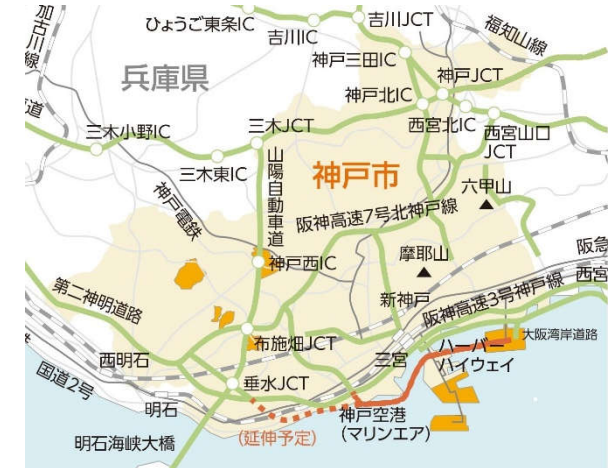 ひょうご東条IC
吉川JCT
吉川IC
福知山線
加古川線
神戸三田IC
兵庫県
神戸JCT
神戸北IC
西宮北IC
西宮山口
JCT
三木小野IC
三木JCT
三木東IC
山陽自動車道
神戸市
六甲山
神戸電鉄
阪神高速7号北神戸線
摩耶山
阪急
神戸西IC
西宮
新神戸
阪神高速3号神戸線
第二神明道路
大阪湾岸道路
布施畑JCT
三宮
ハーバー
ハイウェイ
西明石
国道2号
垂水JCT
明石
神戸空港
(マリンエア)
(延伸予定)
明石海峡大橋